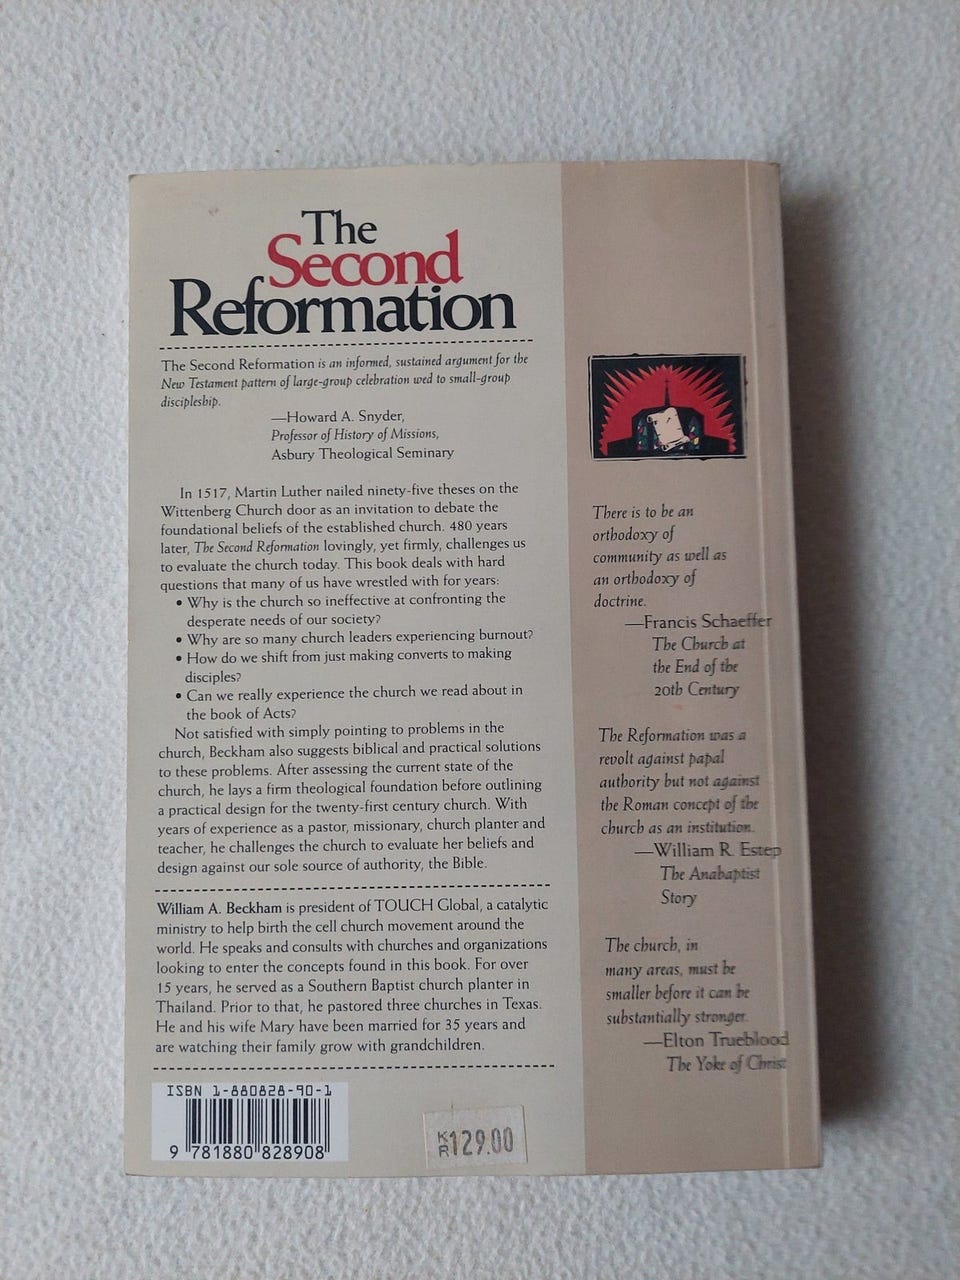 The
Second
Reformation
The Second Reformation is an informed, sustained argument for the
New Testament pattern of large-group celebration wed to small-group
discipleship.
—Howard A. Snyder,
Professor of History of Missions,
Asbury Theological Seminary
In 1517, Martin Luther nailed ninety-five theses on the
Wittenberg Church door as an invitation to debate the
foundational beliefs of the established church. 480 years
later, The Second Reformation lovingly, yet firmly, challenges us
to evaluate the church today. This book deals with hard
questions that many of us have wrestled with for years:
• Why is the church so ineffective at confronting the
desperate needs of our society?
• Why are so many church leaders experiencing burnout?
• How do we shift from just making converts to making
disciples?
• Can we really experience the church we read about in
the book of Acts?
Not satisfied with simply pointing to problems in the
church, Beckham also suggests biblical and practical solutions
to these problems. After assessing the current state of the
church, he lays a firm theological foundation before outlining
a practical design for the twenty-first century church. With
years of experience as a pastor, missionary, church planter and
teacher, he challenges the church to evaluate her beliefs and
design against our sole source of authority, the Bible.
William A. Beckham is president of TOUCH Global, a catalytic
ministry to help birth the cell church movement around the
world. He speaks and consults with churches and organizations
looking to enter the concepts found in this book. For over
15 years, he served as a Southern Baptist church planter in
Thailand. Prior to that, he pastored three churches in Texas.
He and his wife Mary have been married for 35 years and
are watching their family grow with grandchildren.
ISBN 1-880828-90-1
9 781880 828908
KR 129.00
There is to be an
orthodoxy of
community as well as
an orthodoxy of
doctrine.
—Francis Schaeffer
The Church at
the End of the
20th Century
The Reformation was a
revolt against papal
authority but not against
the Roman concept of the
church as an institution.
—William R. Estep
The Anabaptist
Story
The church, in
many areas, must be
smaller before it can be
substantially stronger.
—Elton Trueblood
The Yoke of Christ